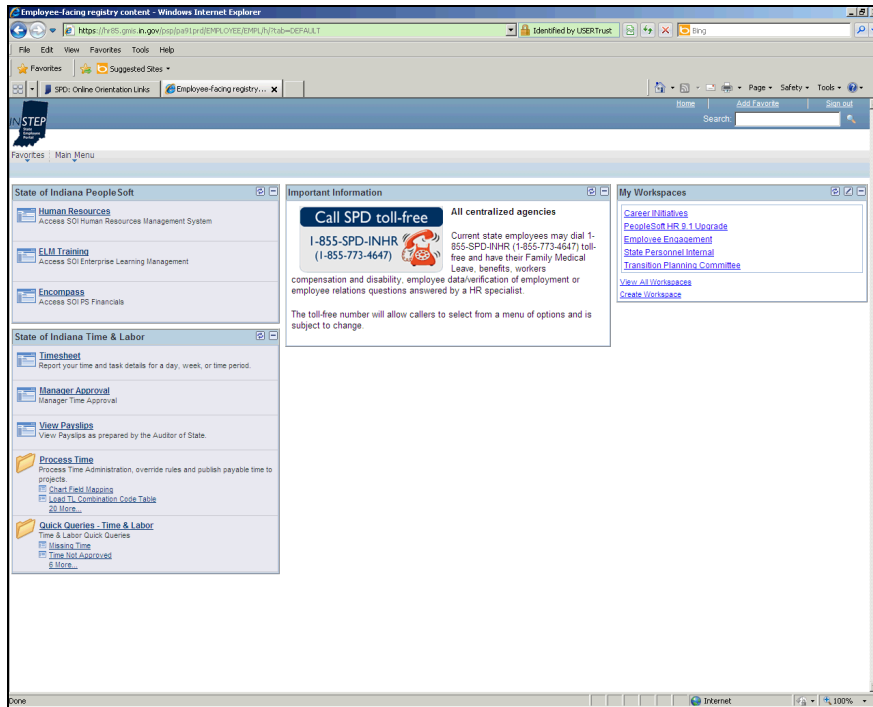 Employee-facing registry content - Windows Internet Explorer
https://hr85.gmis.in.gov/psp/pa91prd/EMPLOYEE/EMPL/h/?tab=DEFAULT
Identified by USERTrust
Bing
File Edit View Favorites Tools Help
Favorites Suggested Sites
SPD: Online Orientation Links Employee-facing registry... X
Page Safety Tools
Home Add Favorite Sign out
INSTEP
State
Employee
Portal
Search:
Favorites Main Menu
State of Indiana PeopleSoft
Human Resources
Access SOI Human Resources Management System
ELM Training
Access SOI Enterprise Learning Management
Encompass
Access SOI PS Financials
State of Indiana Time & Labor
Timesheet
Report your time and task details for a day, week, or time period.
Manager Approval
Manager Time Approval
View Payslips
View Payslips as prepared by the Auditor of State.
Process Time
Process Time Administration, override rules and publish payable time to
projects.
Chart Field Mapping
Load TL Combination Code Table
20 More...
Quick Queries - Time & Labor
Time & Labor Quick Queries
Missing Time
Time Not Approved
6 More...
Important Information
Call SPD toll-free
1-855-SPD-INHR
(1-855-773-4647)
All centralized agencies
Current state employees may dial 1-
855-SPD-INHR (1-855-773-4647) toll-
free and have their Family Medical
Leave, benefits, workers
compensation and disability, employee data/verification of employment or
employee relations questions answered by a HR specialist.
The toll-free number will allow callers to select from a menu of options and is
subject to change.
My Workspaces
Career INitiatives
PeopleSoft HR 9.1 Upgrade
Employee Engagement
State Personnel Internal
Transition Planning Committee
View All Workspaces
Create Workspace
Done
Internet
100%